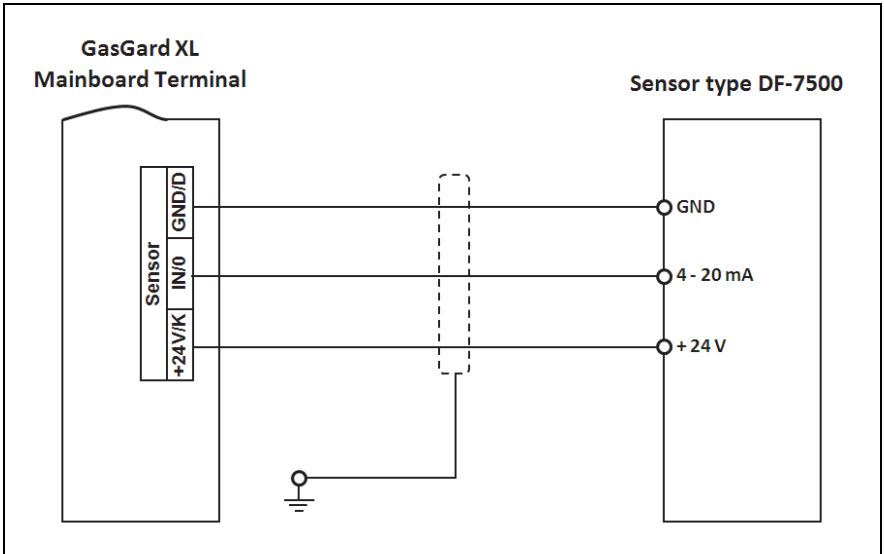 GasGard XL
Mainboard Terminal
Sensor type DF-7500
Sensor
GND/D
IN/0
+24V/K
GND
4 - 20 mA
+ 24 V